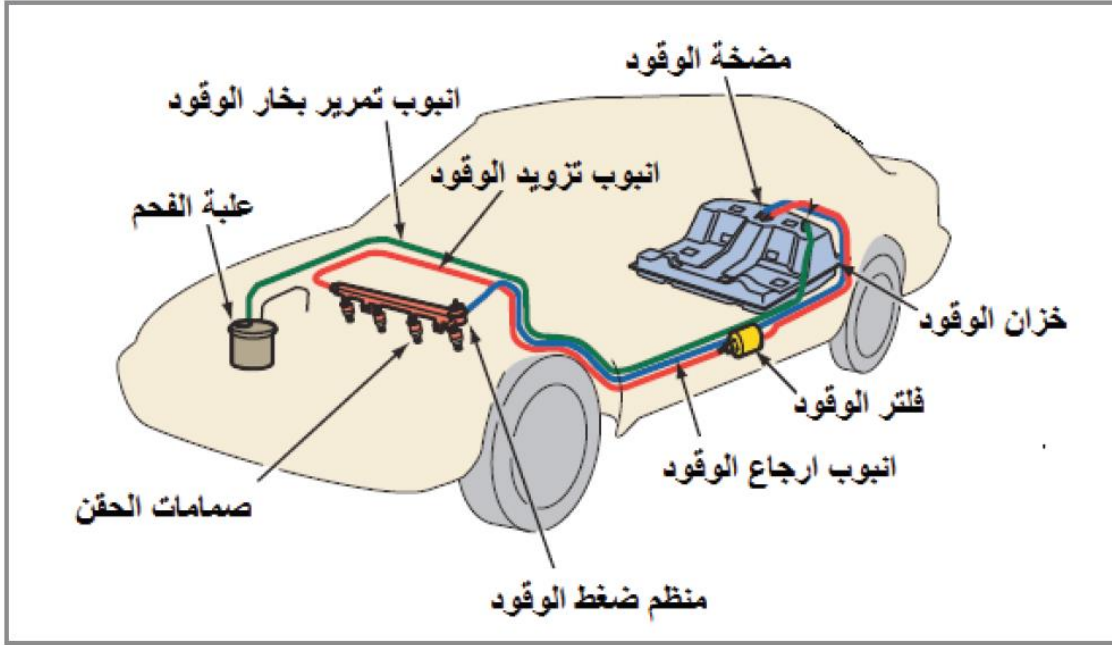 مضخة الوقود
انبوب تمرير بخار الوقود
انبوب تزويد الوقود
علبة الفحم
خزان الوقود
فلتر الوقود
انبوب ارجاع الوقود
صمامات الحقن
منظم ضغط الوقود